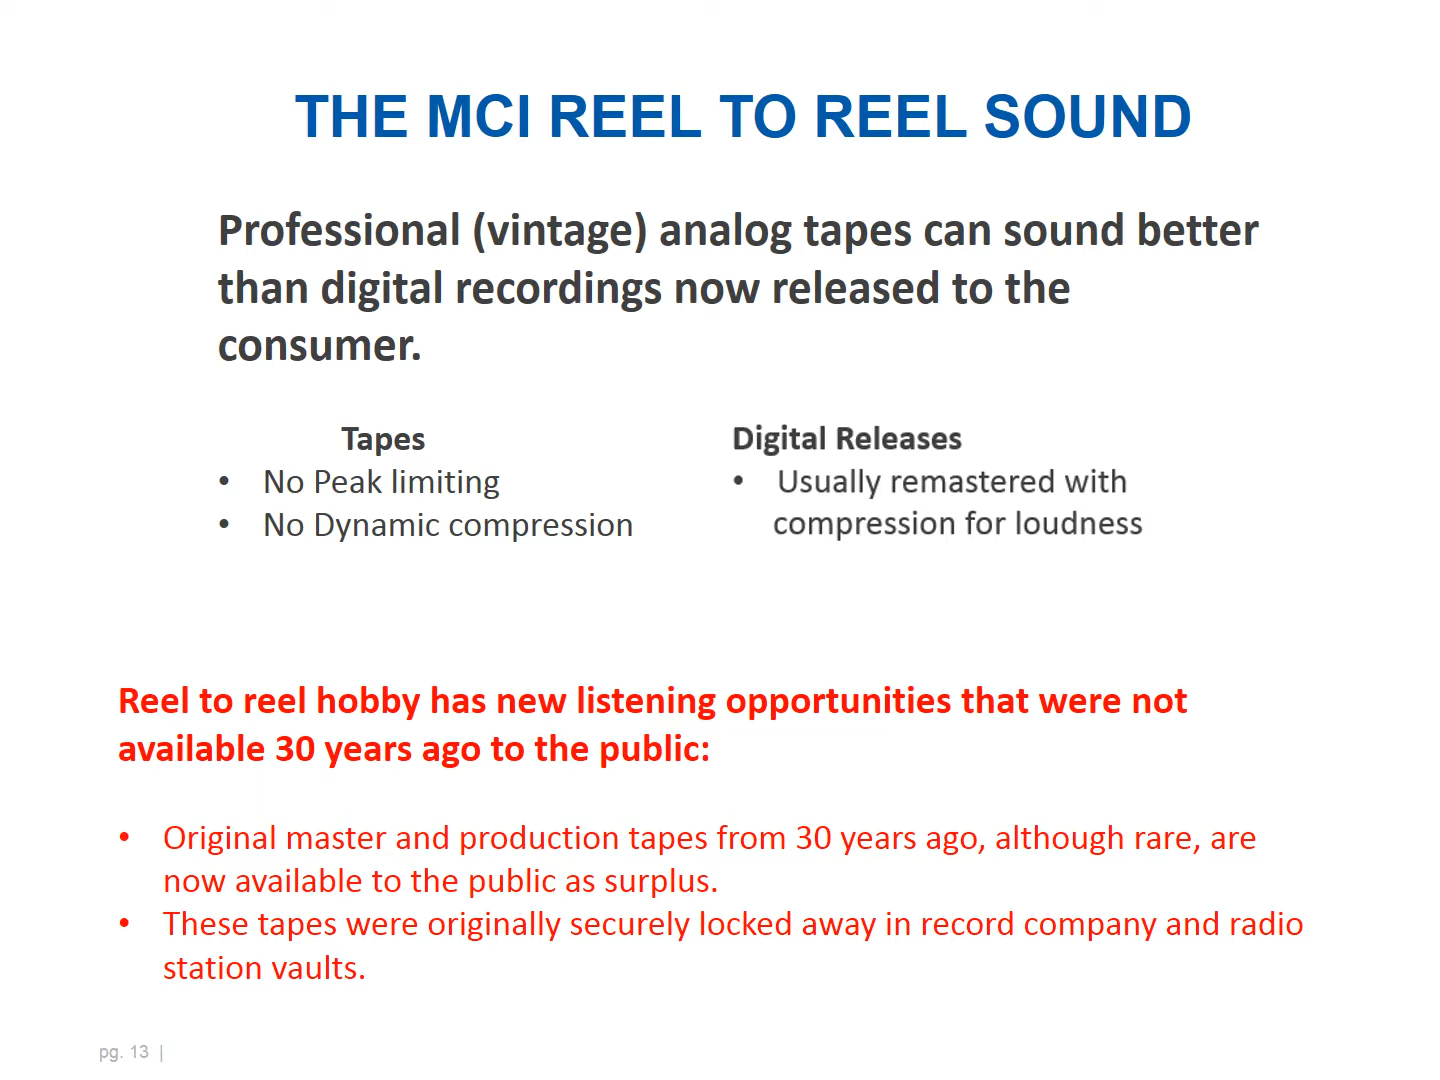 THE MCI REEL TO REEL SOUND
Professional (vintage) analog tapes can sound better
than digital recordings now released to the
consumer.
Tapes
• No Peak limiting
• No Dynamic compression
Digital Releases
• Usually remastered with
compression for loudness
Reel to reel hobby has new listening opportunities that were not
available 30 years ago to the public:
• Original master and production tapes from 30 years ago, although rare, are
now available to the public as surplus.
• These tapes were originally securely locked away in record company and radio
station vaults.
pg. 13 |